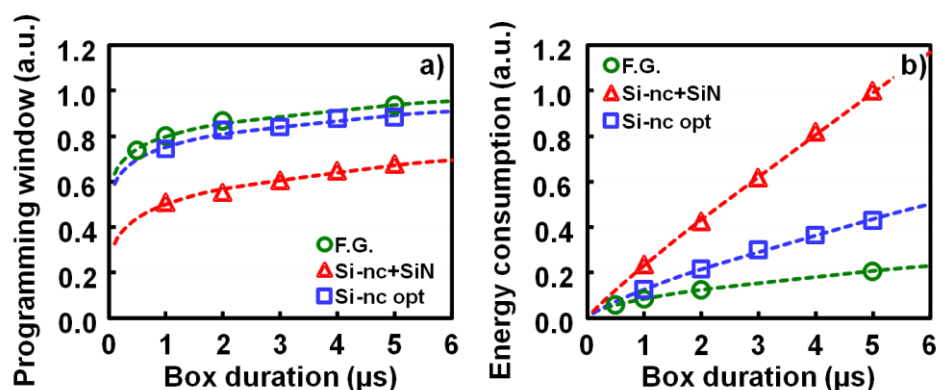 Programming window (a.u.)
1.2
1.0
0.8
0.6
0.4
0.2
0.0
a)
F.G.
Si-nc+SiN
Si-nc opt
0 1 2 3 4 5 6
Box duration (μs)
Energy consumption (a.u.)
1.2
1.0
0.8
0.6
0.4
0.2
0.0
b)
F.G.
Si-nc+SiN
Si-nc opt
0 1 2 3 4 5 6
Box duration (μs)